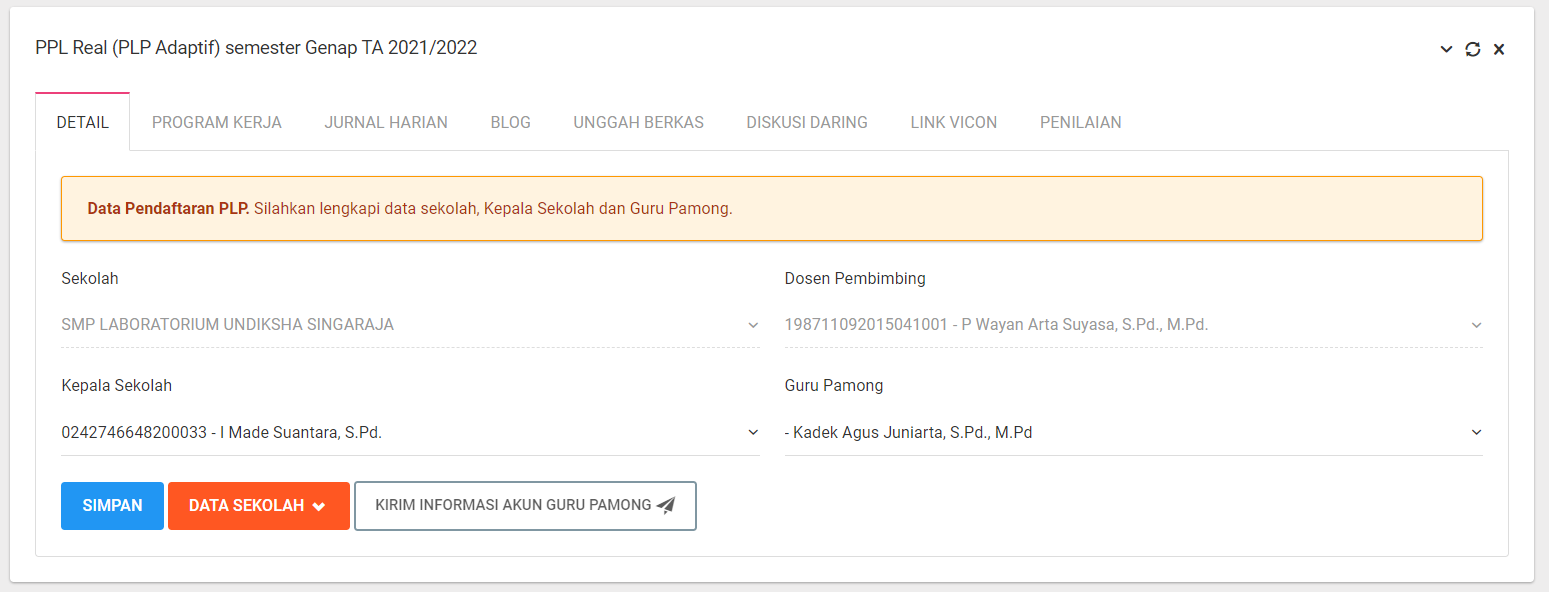 PPL Real (PLP Adaptif) semester Genap TA 2021/2022
DETAIL PROGRAM KERJA JURNAL HARIAN BLOG UNGGAH BERKAS DISKUSI DARING LINK VICON PENILAIAN
Data Pendaftaran PLP. Silahkan lengkapi data sekolah, Kepala Sekolah dan Guru Pamong.
Sekolah
SMP LABORATORIUM UNDIKSHA SINGARAJA
Dosen Pembimbing
198711092015041001 - P Wayan Arta Suyasa, S.Pd., M.Pd.
Kepala Sekolah
0242746648200033 - I Made Suantara, S.Pd.
Guru Pamong
- Kadek Agus Juniarta, S.Pd., M.Pd
SIMPAN DATA SEKOLAH KIRIM INFORMASI AKUN GURU PAMONG